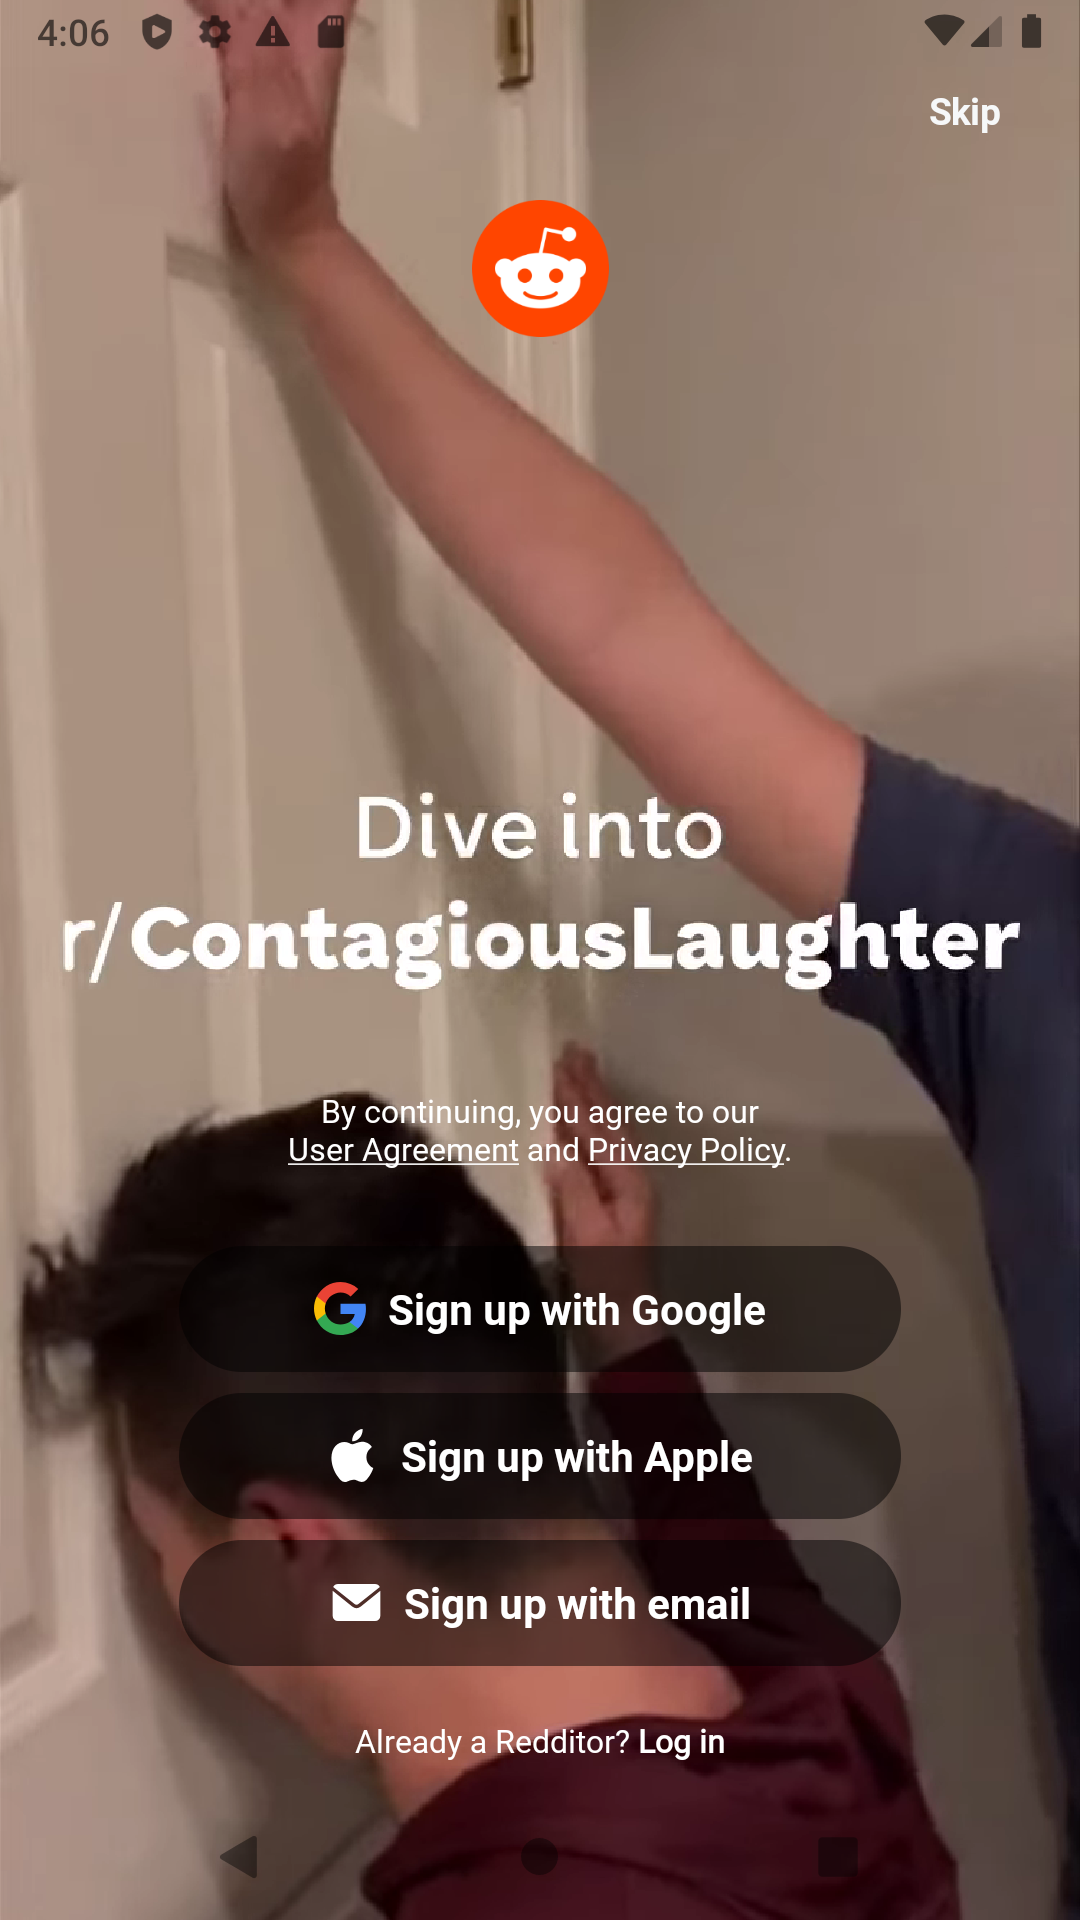 4:06
Skip
Dive into
r/ContagiousLaughter
By continuing, you agree to our
User Agreement and Privacy Policy.
Sign up with Google
Sign up with Apple
Sign up with email
Already a Redditor? Log in